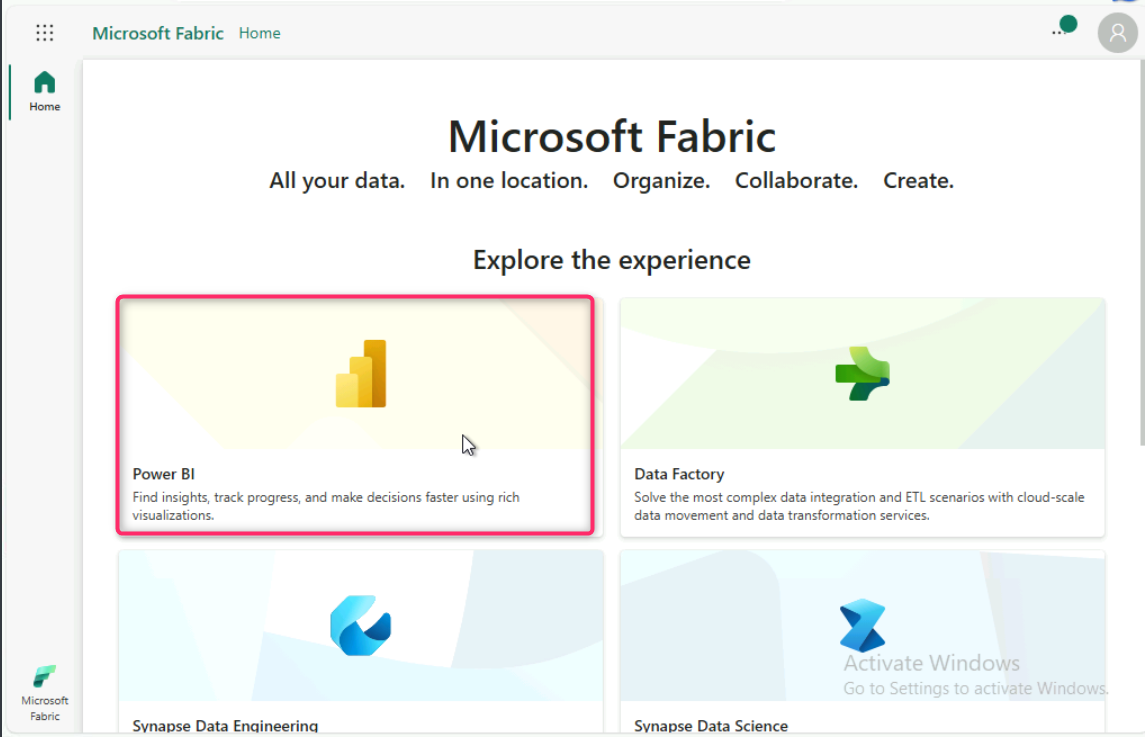 Microsoft Fabric Home
Home
Microsoft Fabric
All your data. In one location. Organize. Collaborate. Create.
Explore the experience
Power BI
Find insights, track progress, and make decisions faster using rich
visualizations.
Data Factory
Solve the most complex data integration and ETL scenarios with cloud-scale
data movement and data transformation services.
Synapse Data Engineering
Synapse Data Science
Activate Windows
Go to Settings to activate Windows.
Microsoft
Fabric